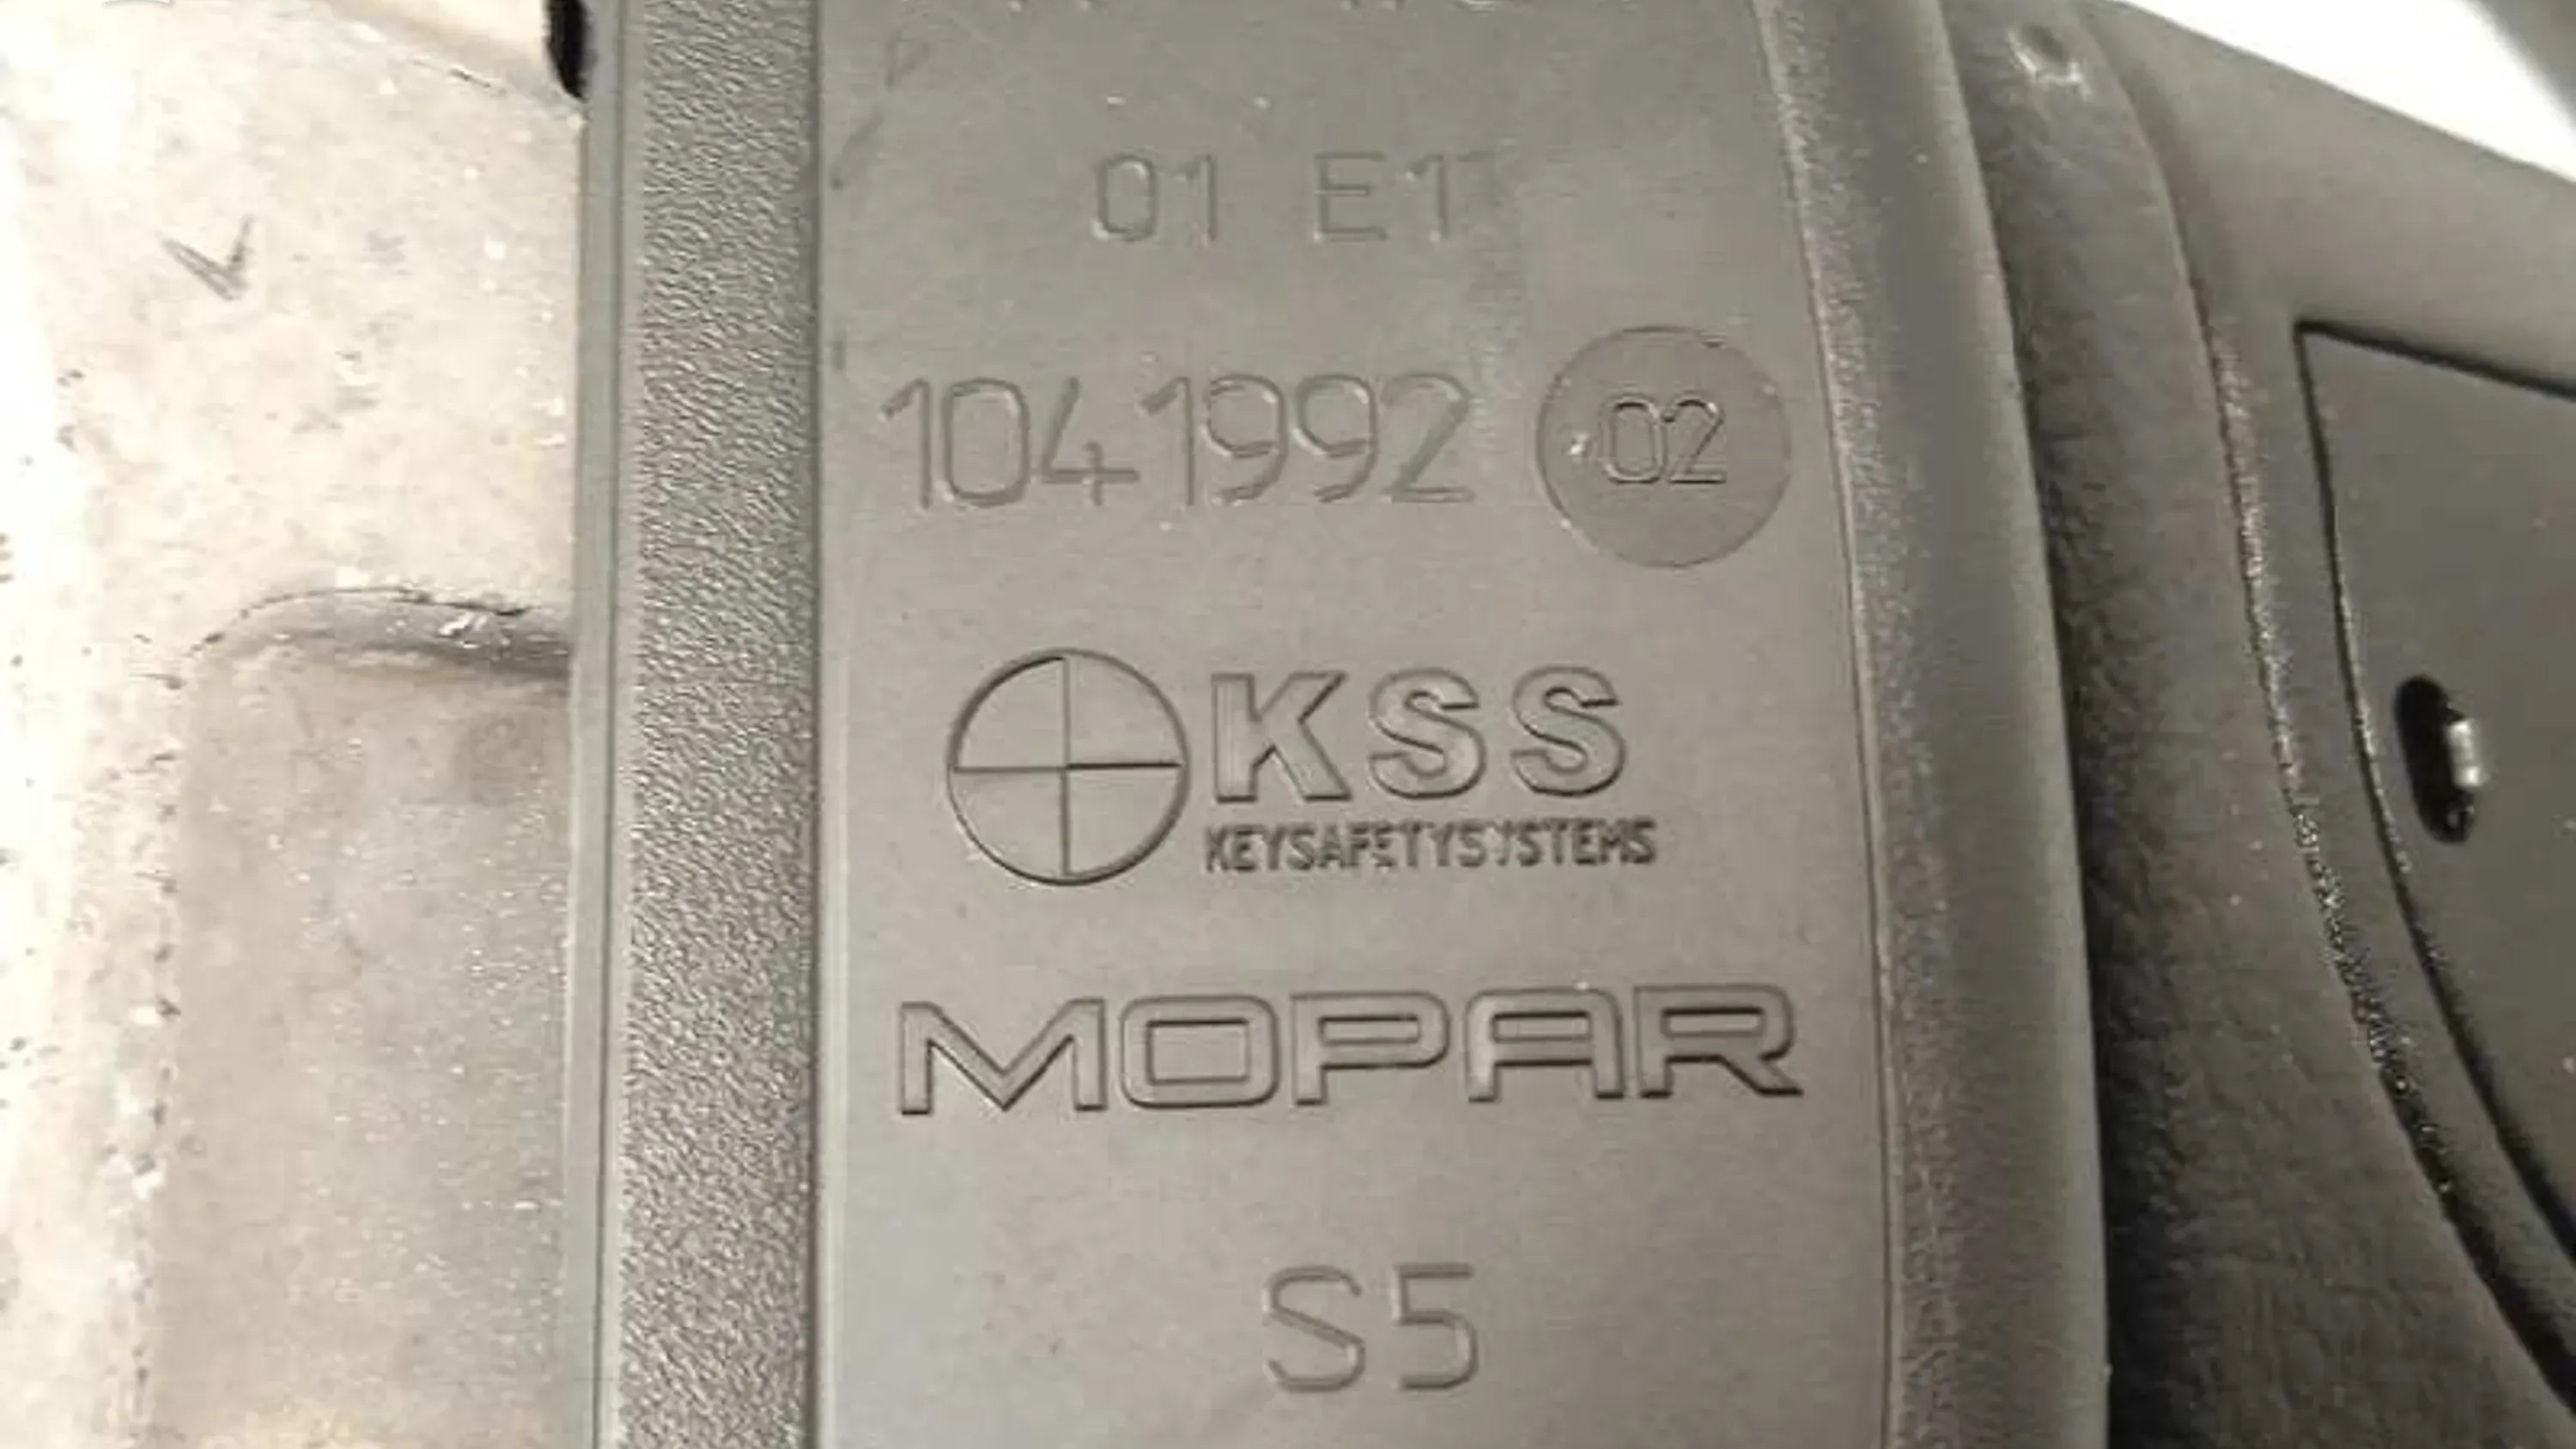 01 E1
1041992 02
KSS
KEYSAFETYSYSTEMS
MOPAR
S5